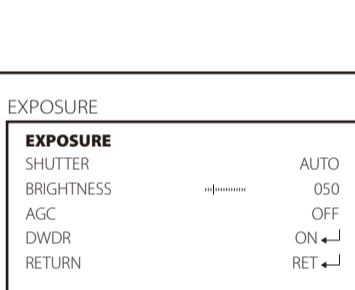 EXPOSURE
EXPOSURE
SHUTTER AUTO
BRIGHTNESS 050
AGC OFF
DWDR ON
RETURN RET